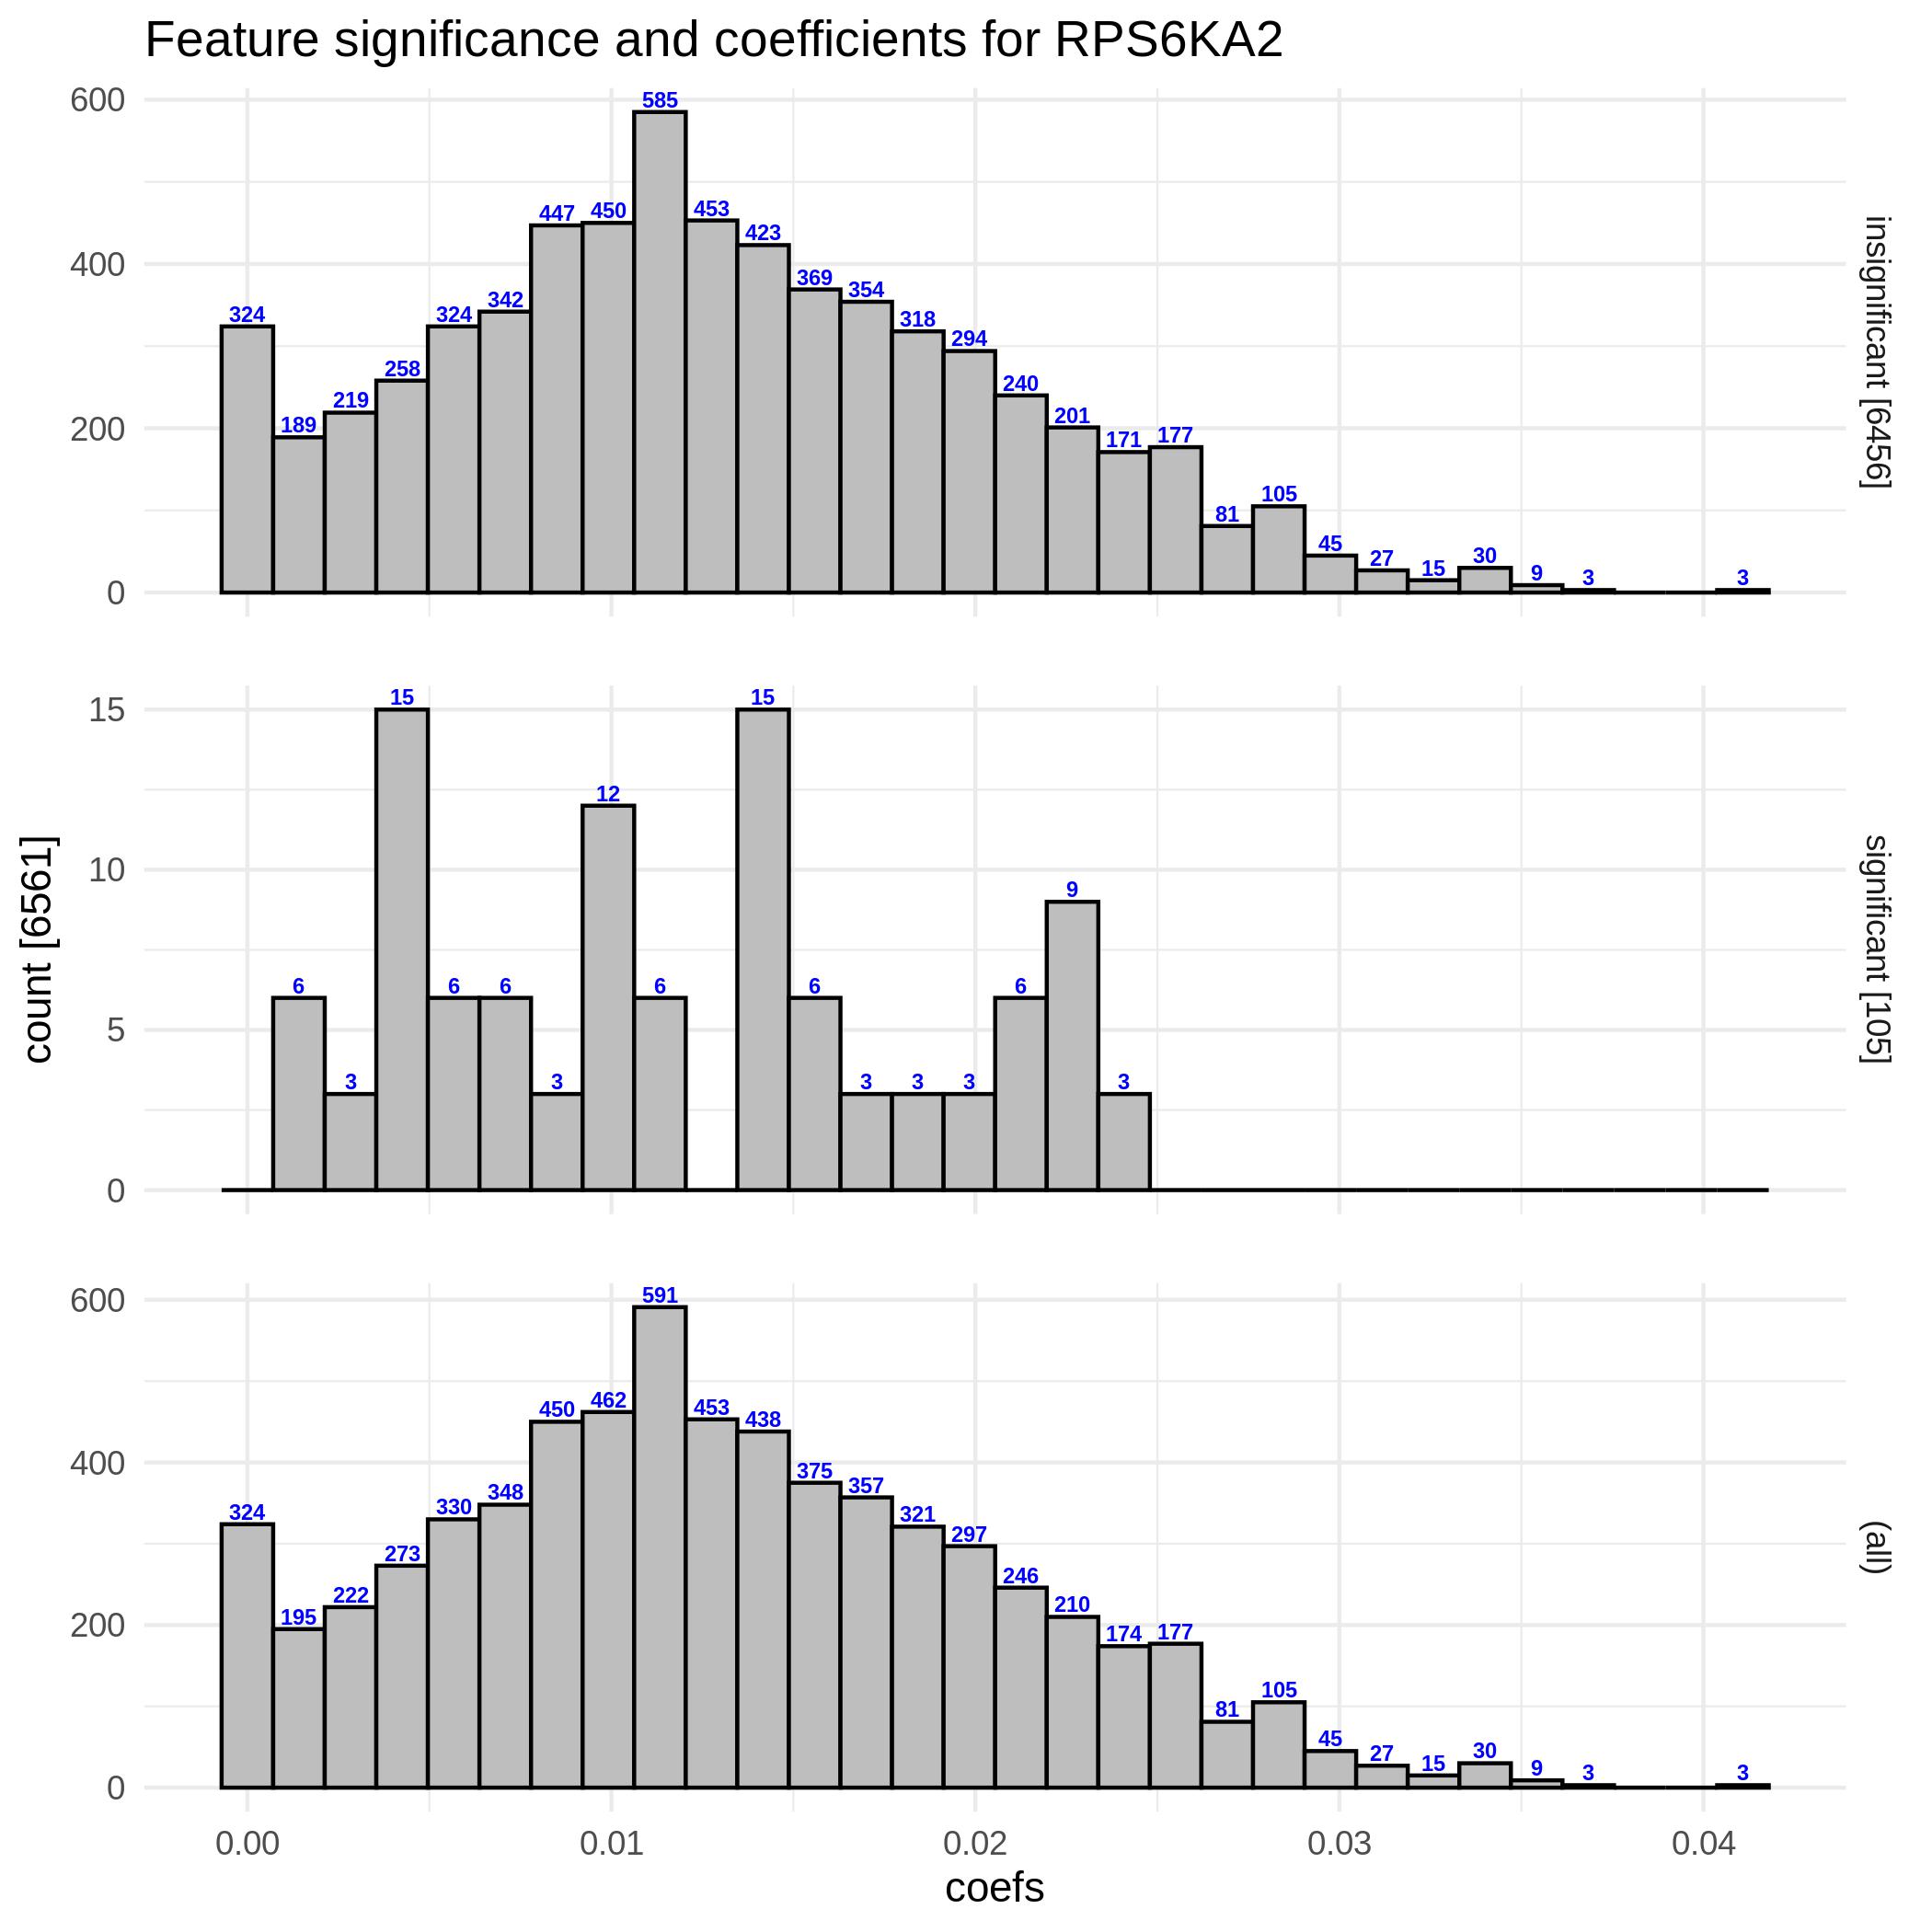 Feature significance and coefficients for RPS6KA2
600
400
200
0
324 189 219 258 324 342 447 450 585 453 423 369 354 318 294 240 201 171 177 81 105 45 27 15 30 9 3 3
insignificant [6456]
count [6561]
15
10
5
0
6 3 15 6 6 3 12 6 15 6 3 3 3 6 9 3
significant [105]
600
400
200
0
324 195 222 273 330 348 450 462 591 453 438 375 357 321 297 246 210 174 177 81 105 45 27 15 30 9 3 3
(all)
0.00 0.01 0.02 0.03 0.04
coefs